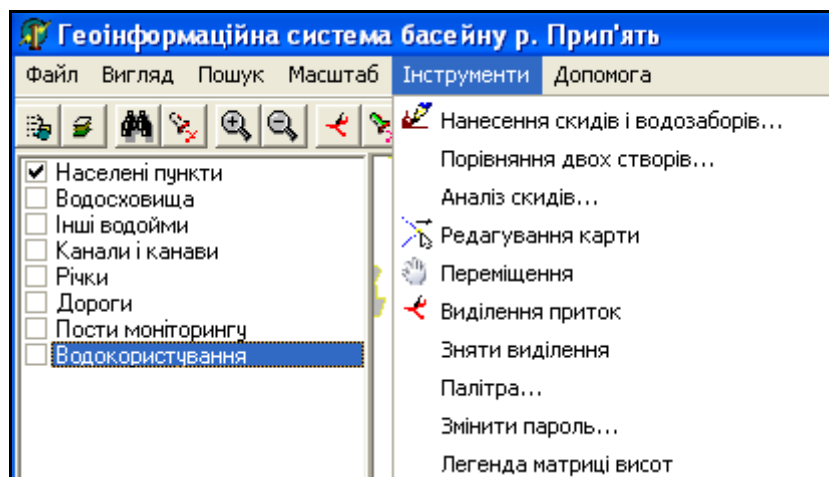 Геоінформаційна система басейну р. Прип'ять
Файл Вигляд Пошук Масштаб Інструменти Допомога
Населені пункти
Водосховища
Інші водойми
Канали і канави
Річки
Дороги
Пости моніторингу
Водокористування
Нанесення скидів і водозаборів...
Порівняння двох створів...
Аналіз скидів...
Редагування карти
Переміщення
Виділення приток
Зняти виділення
Палітра...
Змінити пароль...
Легенда матриці висот